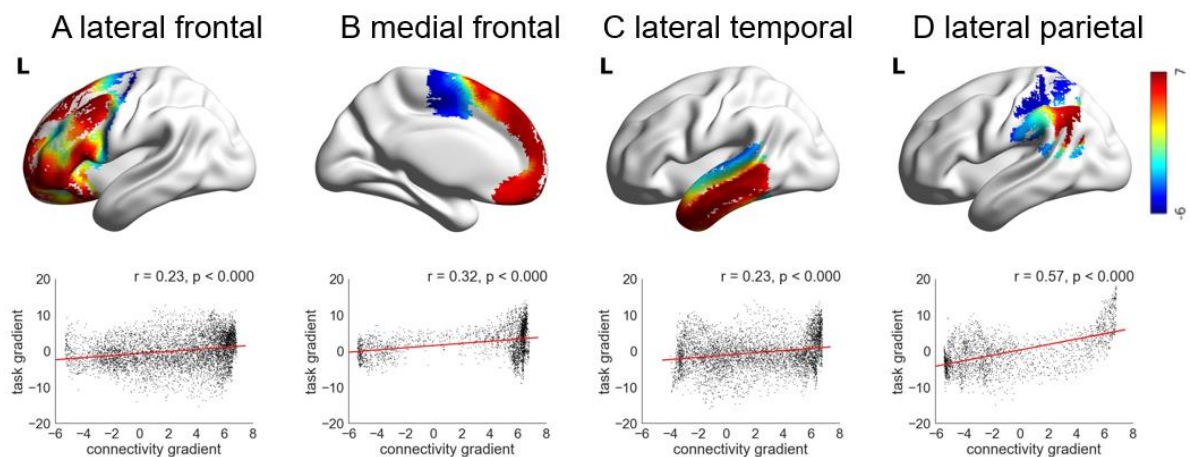 A lateral frontal
B medial frontal
C lateral temporal
D lateral parietal
L
L
L
7
-6
r = 0.23, p < 0.000
r = 0.32, p < 0.000
r = 0.23, p < 0.000
r = 0.57, p < 0.000
task gradient
20
10
0
−10
−20
−6 −4 −2 0 2 4 6 8
connectivity gradient
task gradient
20
10
0
−10
−20
−6 −4 −2 0 2 4 6 8
connectivity gradient
task gradient
20
10
0
−10
−20
−6 −4 −2 0 2 4 6 8
connectivity gradient
task gradient
20
10
0
−10
−20
−6 −4 −2 0 2 4 6 8
connectivity gradient